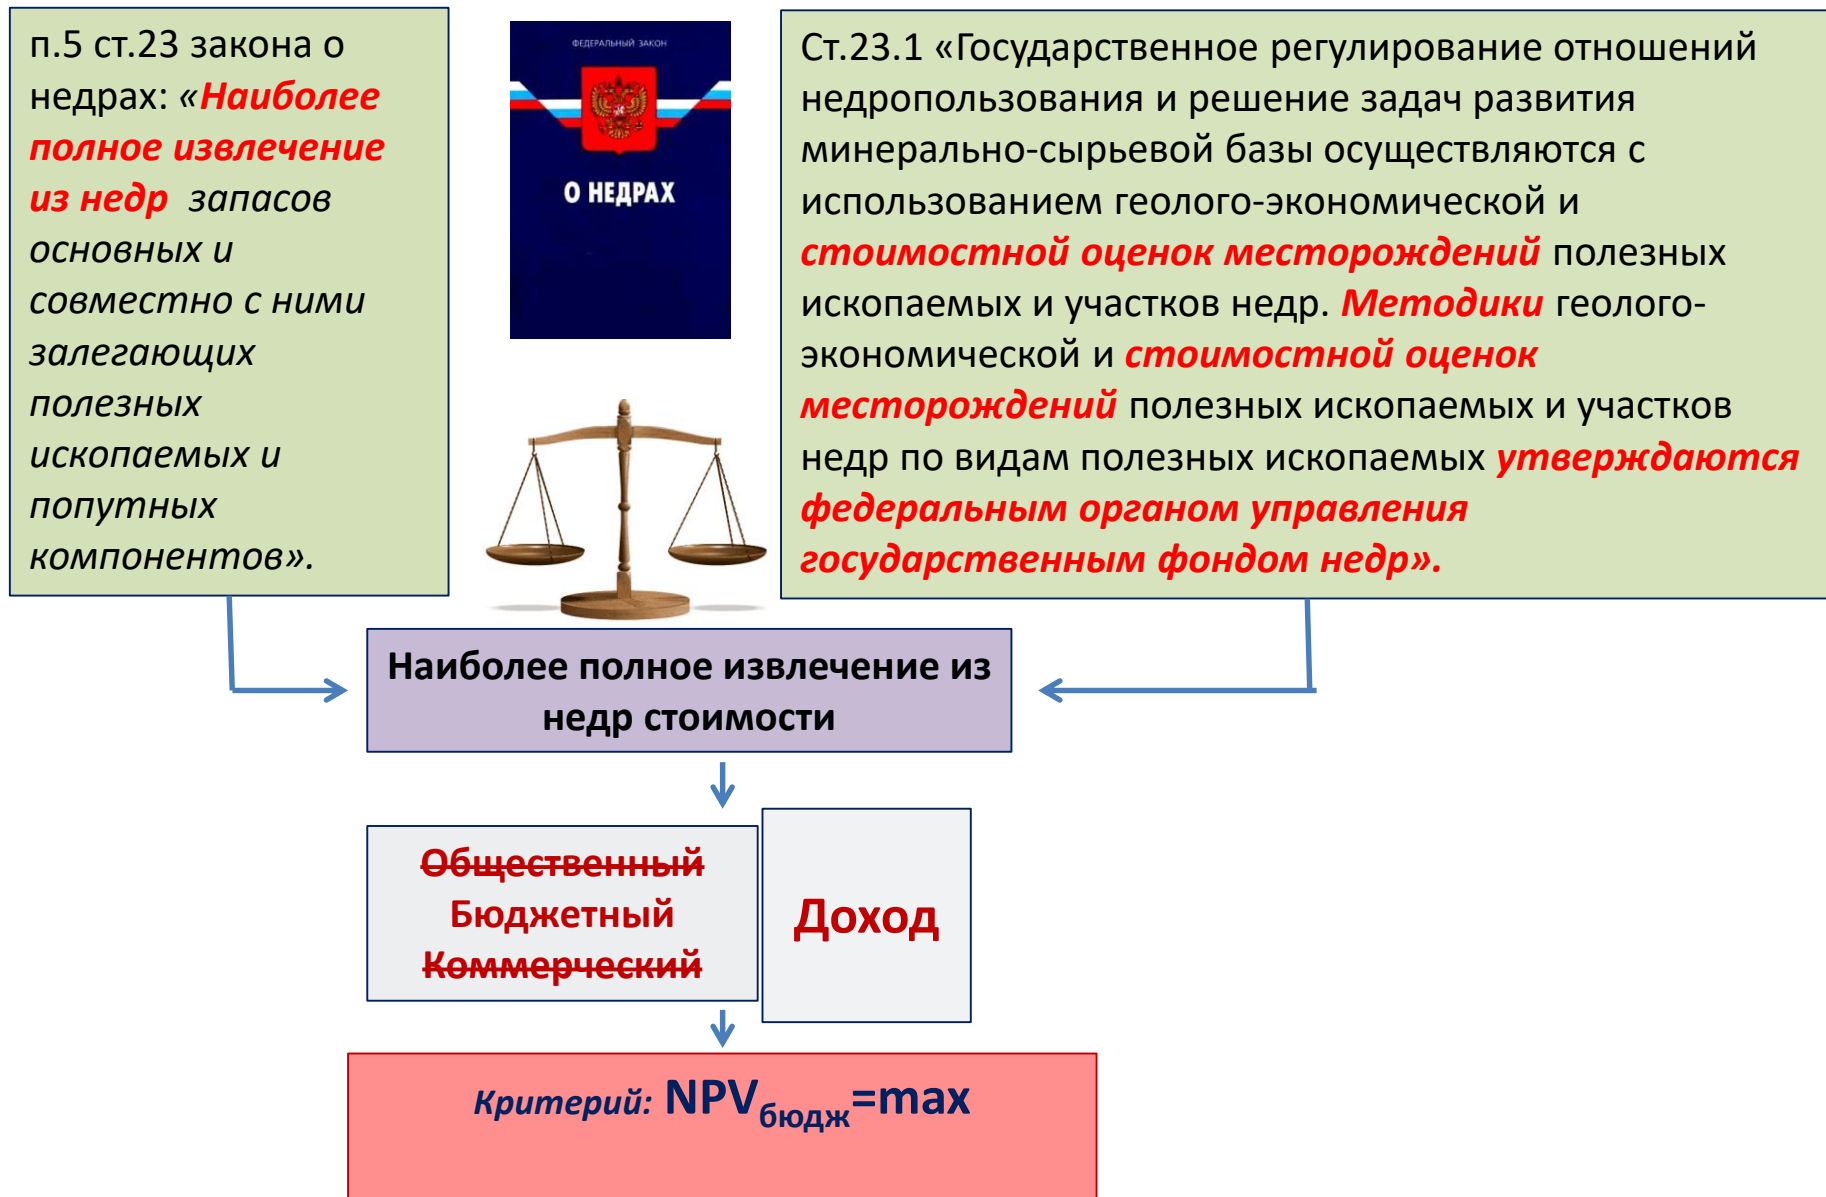 п.5 ст.23 закона о
недрах: «Наиболее
полное извлечение
из недр запасов
основных и
совместно с ними
залегающих
полезных
ископаемых и
попутных
компонентов».
ФЕДЕРАЛЬНЫЙ ЗАКОН
О НЕДРАХ
Ст.23.1 «Государственное регулирование отношений
недропользования и решение задач развития
минерально-сырьевой базы осуществляются с
использованием геолого-экономической и
стоимостной оценок месторождений полезных
ископаемых и участков недр. Методики геолого-
экономической и стоимостной оценок
месторождений полезных ископаемых и участков
недр по видам полезных ископаемых утверждаются
федеральным органом управления
государственным фондом недр».
Наиболее полное извлечение из
недр стоимости
Общественный
Бюджетный
Коммерческий
Доход
Критерий: NPVбюдж=max